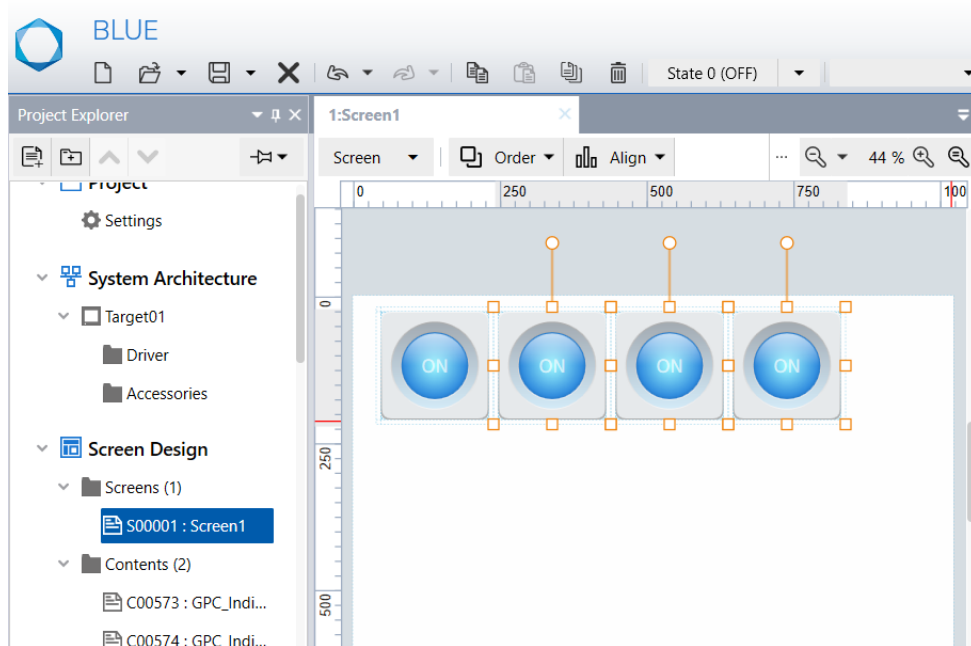 BLUE
State 0 (OFF)
Project Explorer
1:Screen1
Screen
Order
Align
...
44 %
Project
Settings
System Architecture
Target01
Driver
Accessories
Screen Design
Screens (1)
S00001 : Screen1
Contents (2)
C00573 : GPC_Indi...
C00574 : GPC_Indi...
0 250 500 750 100
0
250
500
ON ON ON ON